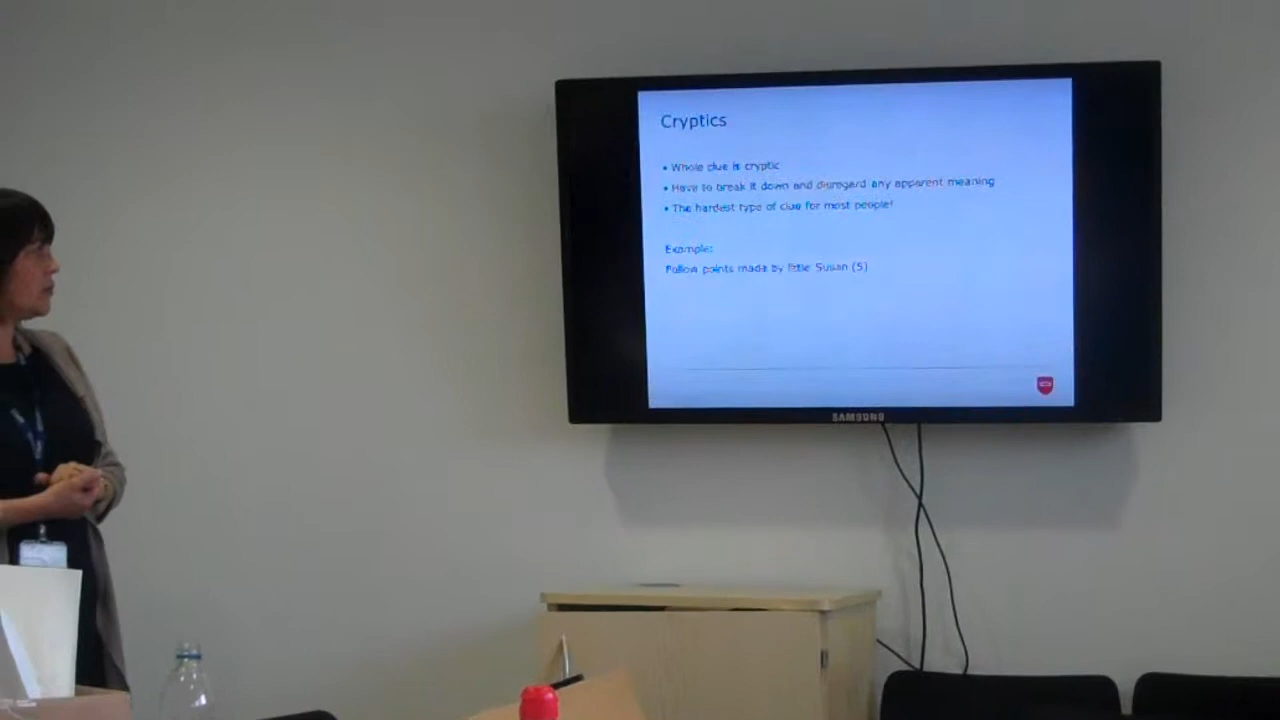 Cryptics
• Whole clue is cryptic
• Have to break it down and disregard any apparent meaning
• The hardest type of clue for most people!
Example:
Follow points made by little Susan (5)
SAMSUNG